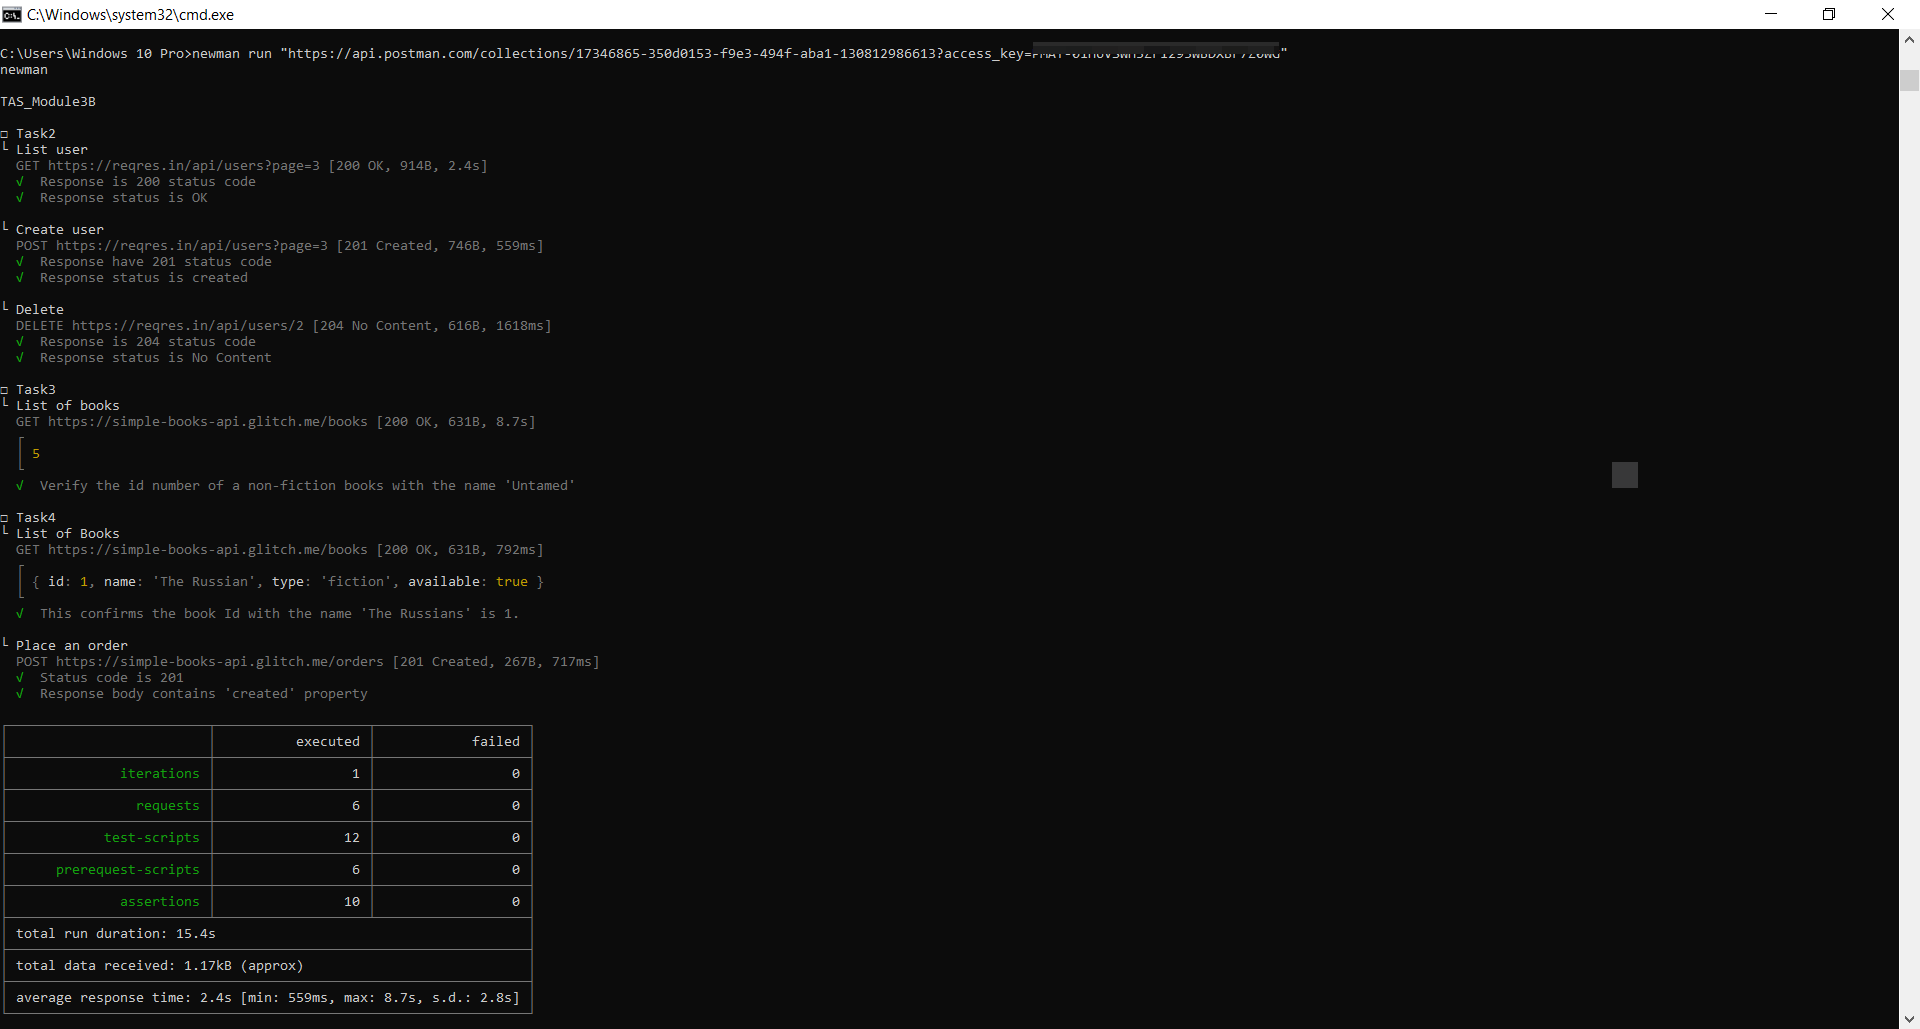 C:\Windows\system32\cmd.exe
C:\Users\Windows 10 Pro>newman run "https://api.postman.com/collections/17346865-350d0153-f9e3-494f-aba1-130812986613?access_key="
newman
TAS_Module3B
□ Task2
└ List user
GET https://reqres.in/api/users?page=3 [200 OK, 914B, 2.4s]
√ Response is 200 status code
√ Response status is OK
└ Create user
POST https://reqres.in/api/users?page=3 [201 Created, 746B, 559ms]
√ Response have 201 status code
√ Response status is created
└ Delete
DELETE https://reqres.in/api/users/2 [204 No Content, 616B, 1618ms]
√ Response is 204 status code
√ Response status is No Content
□ Task3
└ List of books
GET https://simple-books-api.glitch.me/books [200 OK, 631B, 8.7s]
5
√ Verify the id number of a non-fiction books with the name 'Untamed'
□ Task4
└ List of Books
GET https://simple-books-api.glitch.me/books [200 OK, 631B, 792ms]
{ id: 1, name: 'The Russian', type: 'fiction', available: true }
√ This confirms the book Id with the name 'The Russians' is 1.
└ Place an order
POST https://simple-books-api.glitch.me/orders [201 Created, 267B, 717ms]
√ Status code is 201
√ Response body contains 'created' property
executed failed
iterations 1 0
requests 6 0
test-scripts 12 0
prerequest-scripts 6 0
assertions 10 0
total run duration: 15.4s
total data received: 1.17kB (approx)
average response time: 2.4s [min: 559ms, max: 8.7s, s.d.: 2.8s]